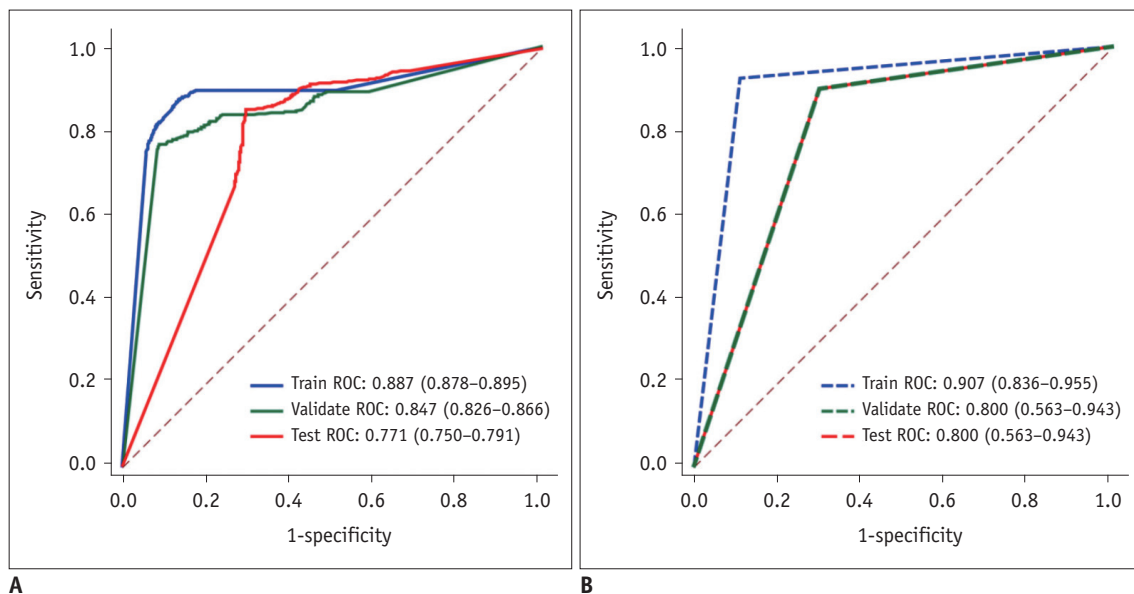 1.0
0.8
0.6
0.4
0.2
0.0
Sensitivity
0.0 0.2 0.4 0.6 0.8 1.0
1-specificity
Train ROC: 0.887 (0.878–0.895)
Validate ROC: 0.847 (0.826–0.866)
Test ROC: 0.771 (0.750–0.791)
A
1.0
0.8
0.6
0.4
0.2
0.0
Sensitivity
0.0 0.2 0.4 0.6 0.8 1.0
1-specificity
Train ROC: 0.907 (0.836–0.955)
Validate ROC: 0.800 (0.563–0.943)
Test ROC: 0.800 (0.563–0.943)
B